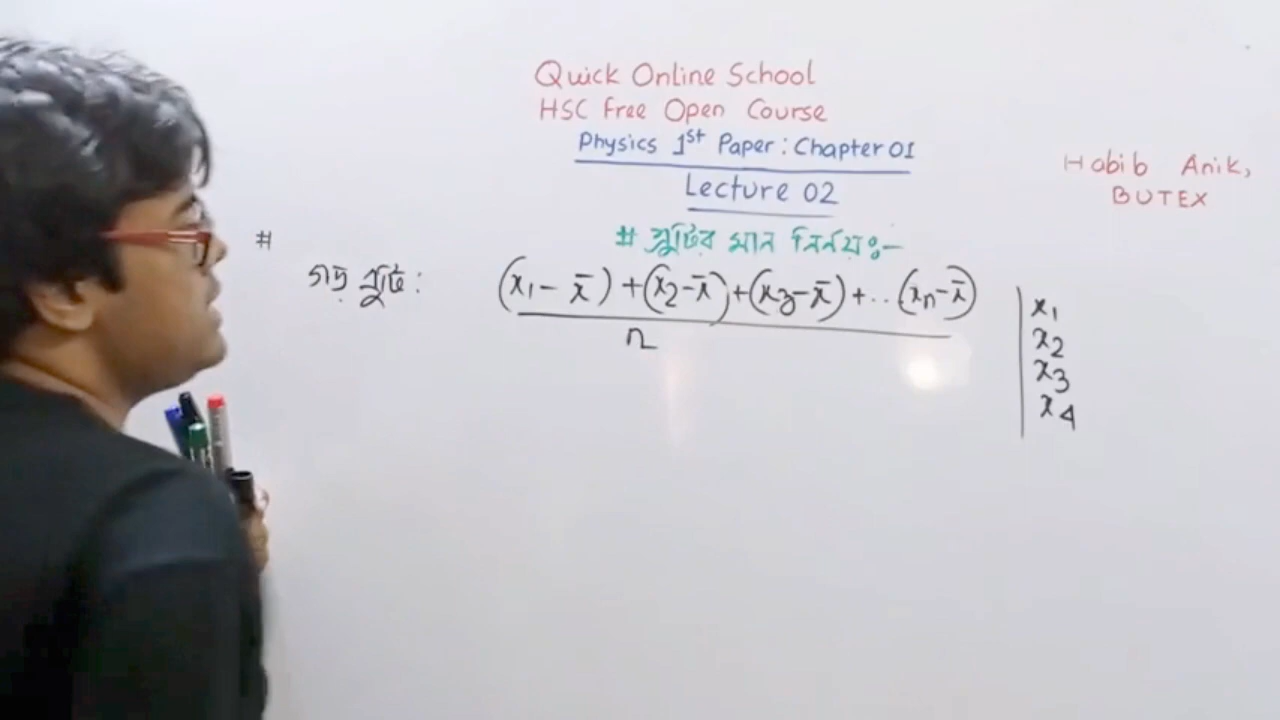 Quick Online School
HSC Free Open Course
Physics 1st Paper : Chapter 01
Lecture 02
Habib Anik,
BUTEX
# ত্রুটির মান নির্নয়ঃ-
#
গড় ত্রুটি :
(x₁ - x̄) + (x₂ - x̄) + (x₃ - x̄) + .. (xₙ - x̄)
n
x₁
x₂
x₃
x₄